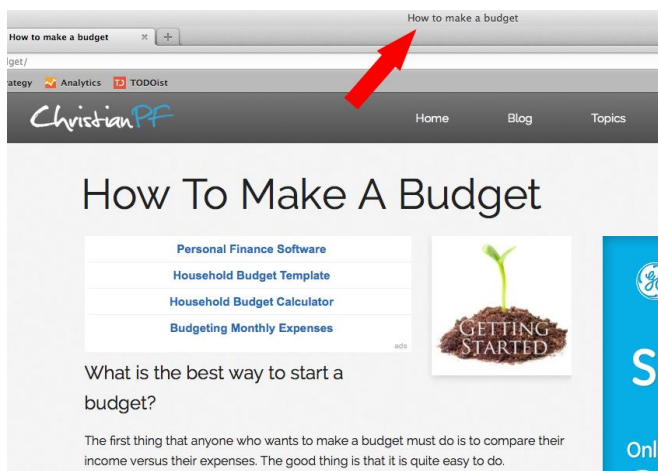 How to make a budget
How to make a budget
get/
rategy Analytics TODOist
ChristianPF Home Blog Topics
How To Make A Budget
Personal Finance Software
Household Budget Template
Household Budget Calculator
Budgeting Monthly Expenses
ads
GETTING
STARTED
What is the best way to start a
budget?
The first thing that anyone who wants to make a budget must do is to compare their
income versus their expenses. The good thing is that it is quite easy to do.
S
Onl